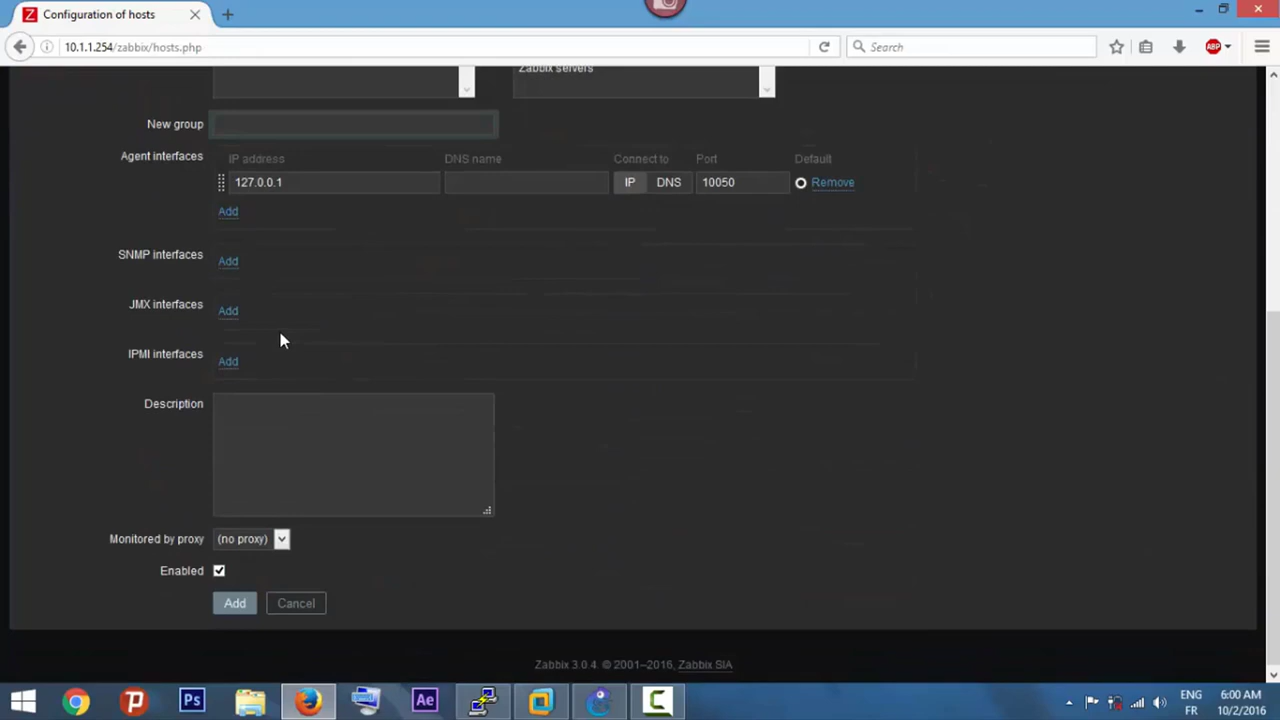 Configuration of hosts
10.1.1.254/zabbix/hosts.php
Search
ABP
Zabbix servers
New group
Agent interfaces
IP address DNS name Connect to Port Default
127.0.0.1 IP DNS 10050 Remove
Add
SNMP interfaces Add
JMX interfaces Add
IPMI interfaces Add
Description
Monitored by proxy (no proxy)
Enabled
Add Cancel
Zabbix 3.0.4. © 2001–2016, Zabbix SIA
Ps Ae
ENG 6:00 AM
FR 10/2/2016